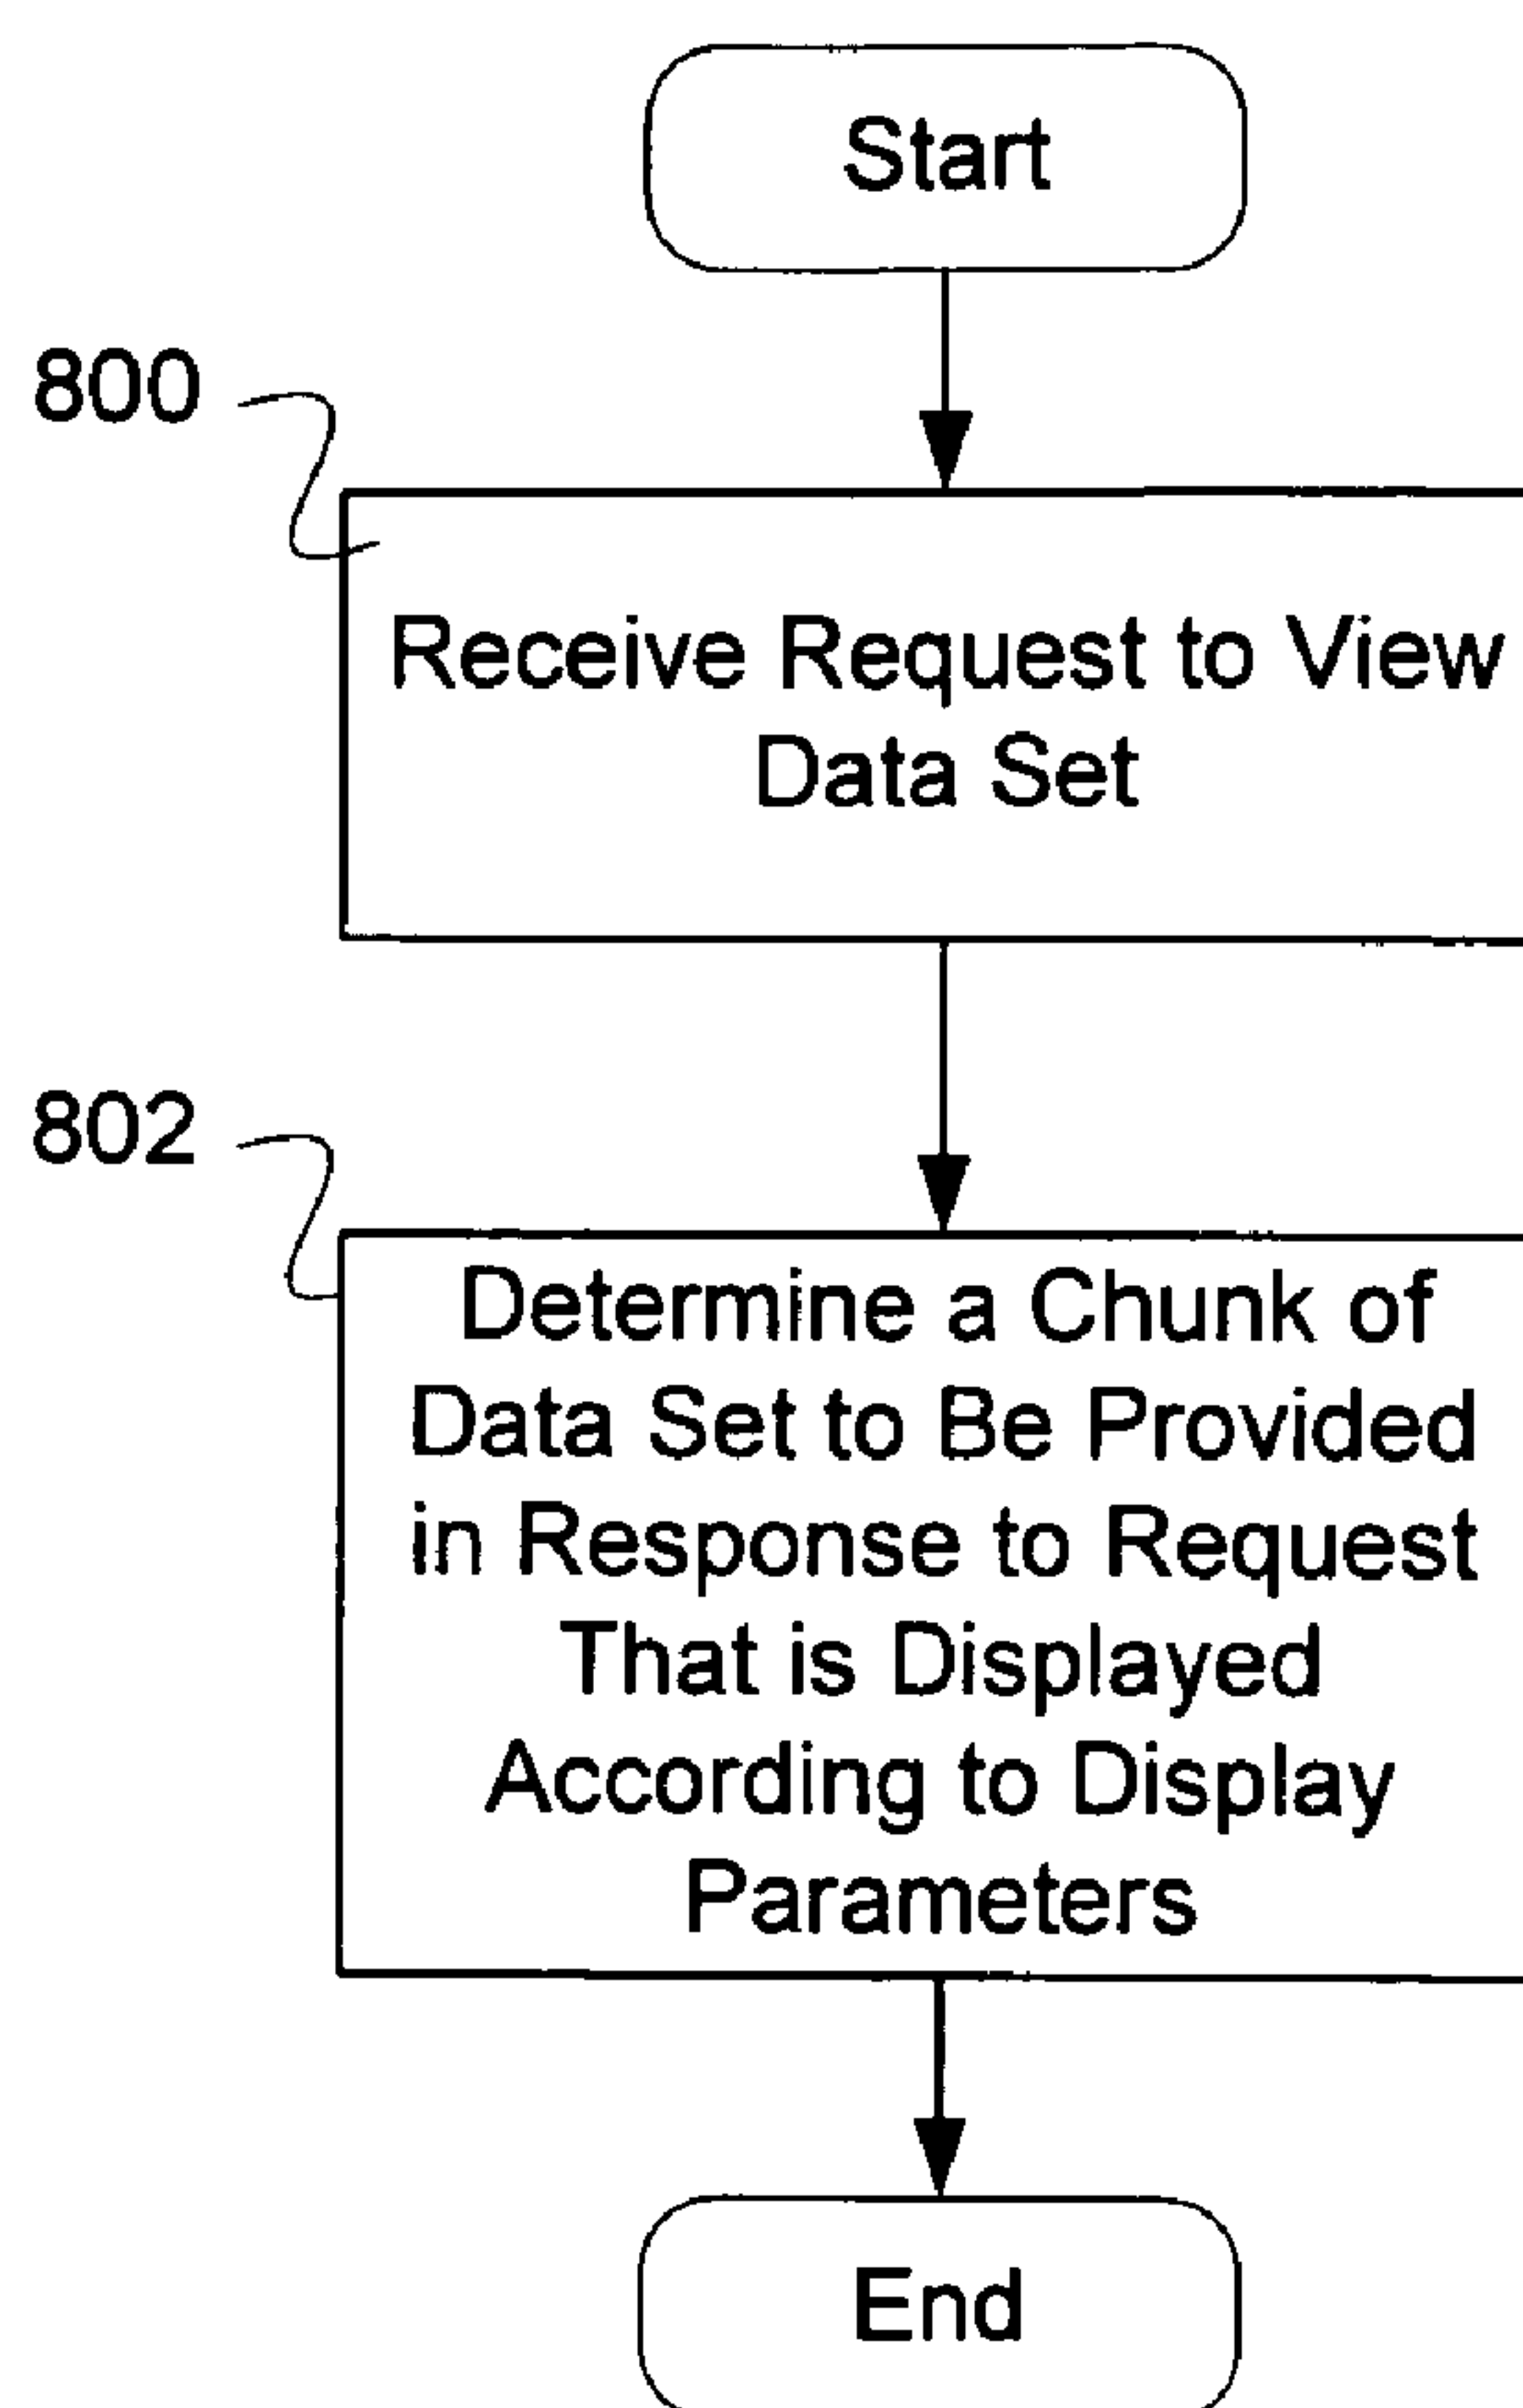 Start
800
Receive Request to View
Data Set
802
Determine a Chunk of
Data Set to Be Provided
in Response to Request
That is Displayed
According to Display
Parameters
End